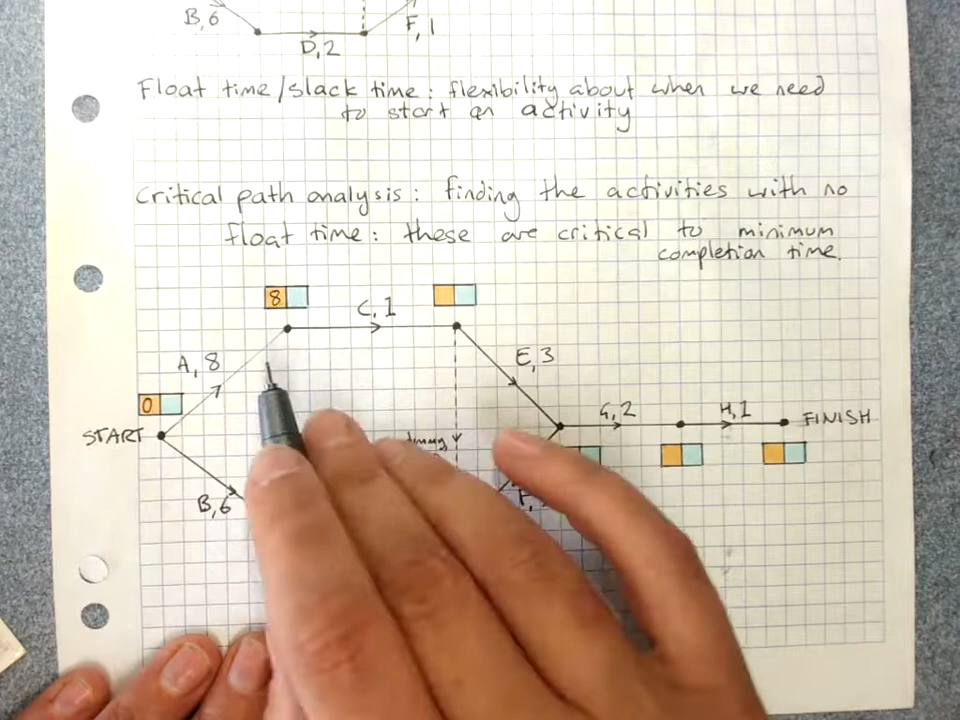 B, 6
F, 1
D, 2
Float time/slack time: flexibility about when we need
to start an activity
Critical path analysis: finding the activities with no
float time: these are critical to minimum
completion time.
8
C, 1
A, 8
E, 3
0
G, 2
H, 1
START
FINISH
B, 6
F,